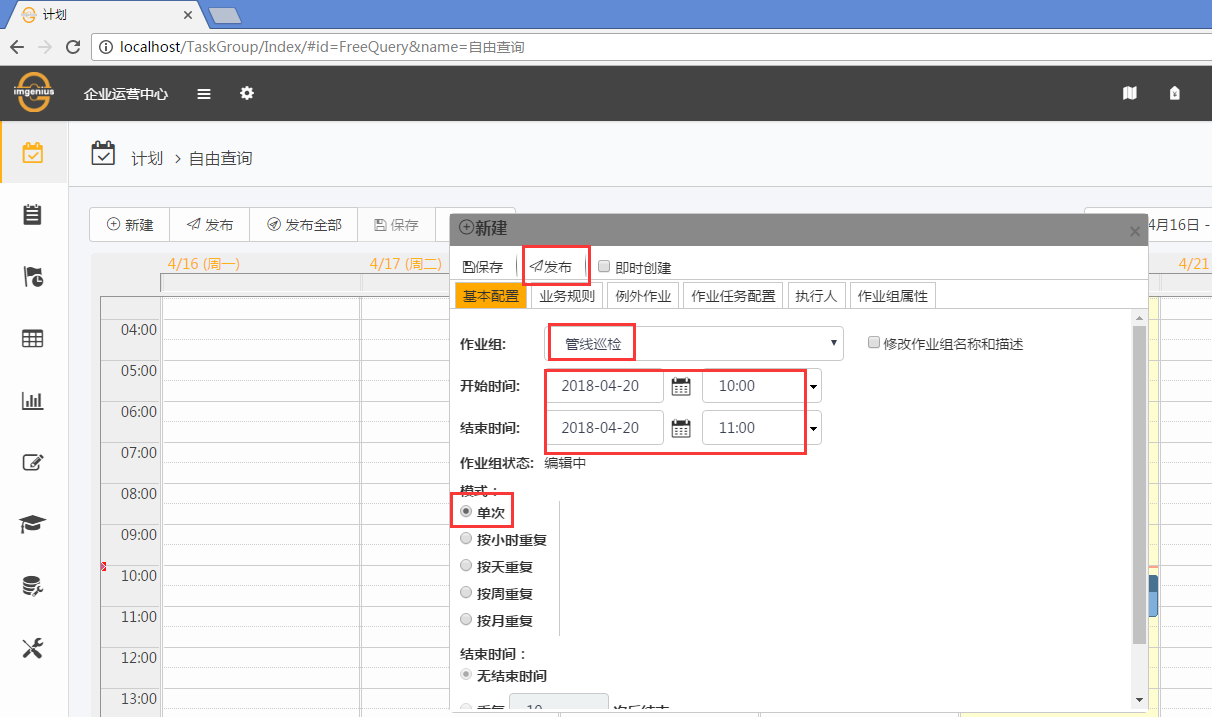 计划
localhost/TaskGroup/Index/#id=FreeQuery&name=自由查询
imgenius
企业运营中心
计划 > 自由查询
新建 发布 发布全部 保存
4月16日 -
4/16 (周一) 4/17 (周二) 4/21
04:00
05:00
06:00
07:00
08:00
09:00
10:00
11:00
12:00
13:00
新建
保存 发布 即时创建
基本配置 业务规则 例外作业 作业任务配置 执行人 作业组属性
作业组: 管线巡检 修改作业组名称和描述
开始时间: 2018-04-20 10:00
结束时间: 2018-04-20 11:00
作业组状态: 编辑中
模式：
单次
按小时重复
按天重复
按周重复
按月重复
结束时间：
无结束时间
重复 10 次后结束